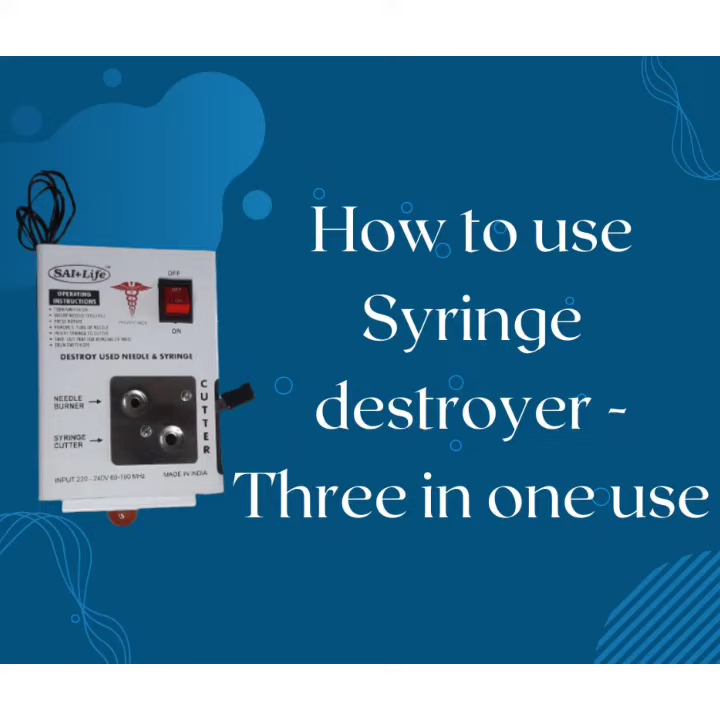 How to use
Syringe
destroyer -
Three in one use
SAI+Life
OFF
OPERATING
INSTRUCTIONS
ON
DESTROY USED NEEDLE & SYRINGE
NEEDLE
BURNER
SYRINGE
CUTTER
CUTTER
INPUT 220 - 240V
MADE IN INDIA